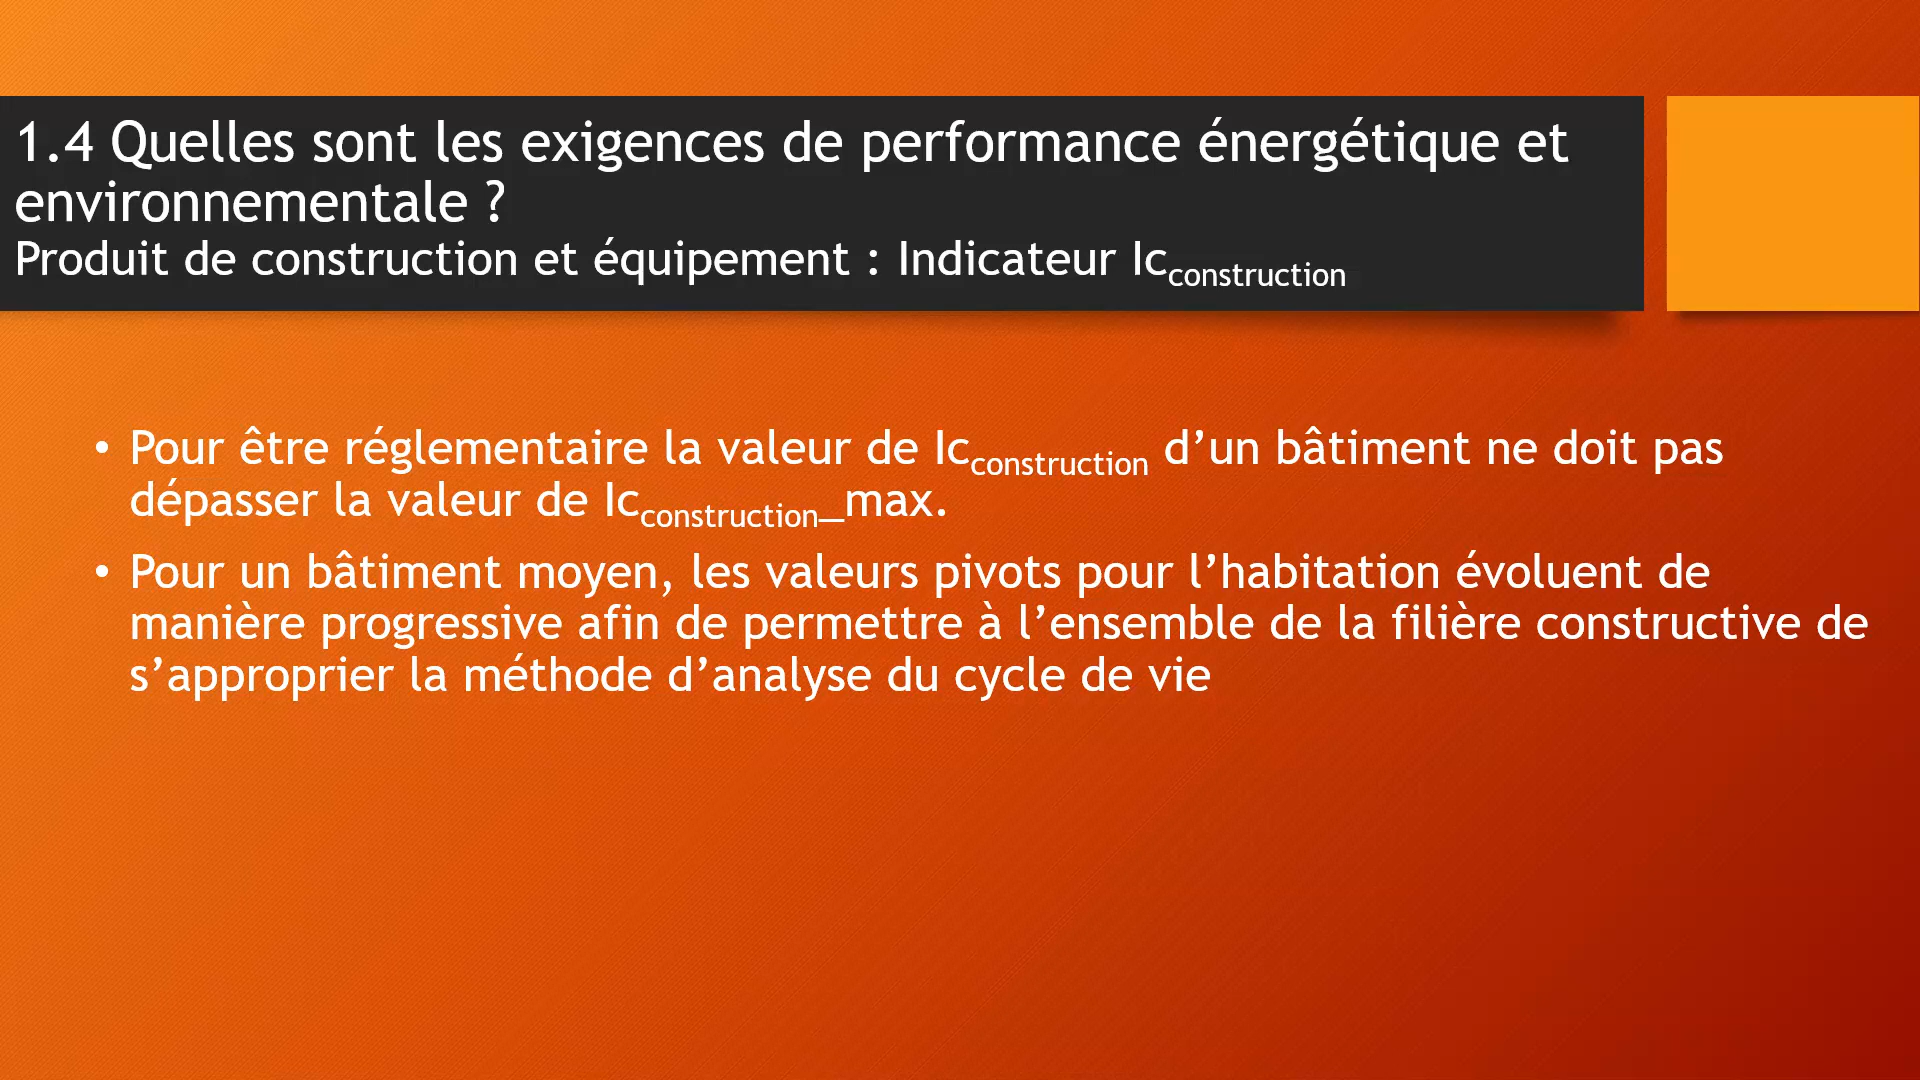 1.4 Quelles sont les exigences de performance énergétique et
environnementale ?
Produit de construction et équipement : Indicateur Ic_construction
• Pour être réglementaire la valeur de Ic_construction d’un bâtiment ne doit pas
dépasser la valeur de Ic_construction_max.
• Pour un bâtiment moyen, les valeurs pivots pour l’habitation évoluent de
manière progressive afin de permettre à l’ensemble de la filière constructive de
s’approprier la méthode d’analyse du cycle de vie